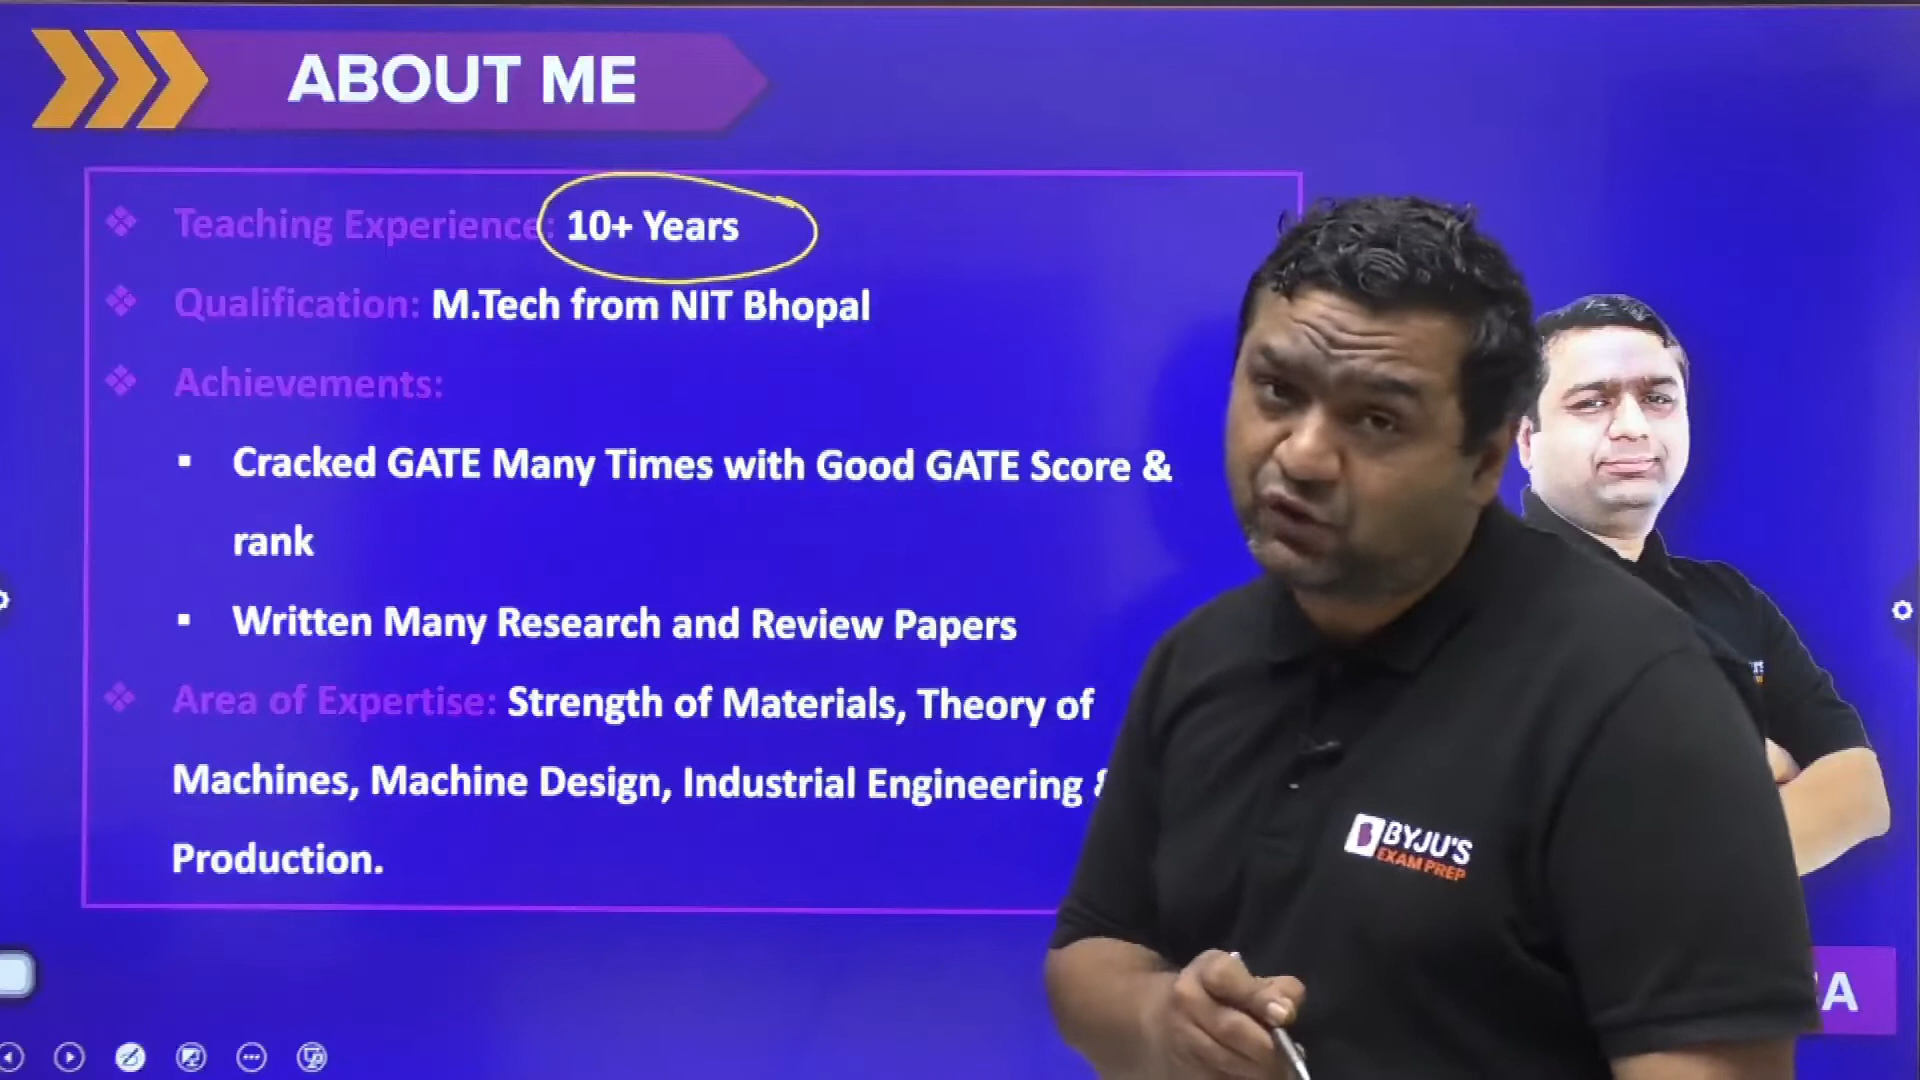 ABOUT ME
❖ Teaching Experience: 10+ Years
❖ Qualification: M.Tech from NIT Bhopal
❖ Achievements:
▪ Cracked GATE Many Times with Good GATE Score &
rank
▪ Written Many Research and Review Papers
❖ Area of Expertise: Strength of Materials, Theory of
Machines, Machine Design, Industrial Engineering &
Production.
BYJU'S
EXAM PREP